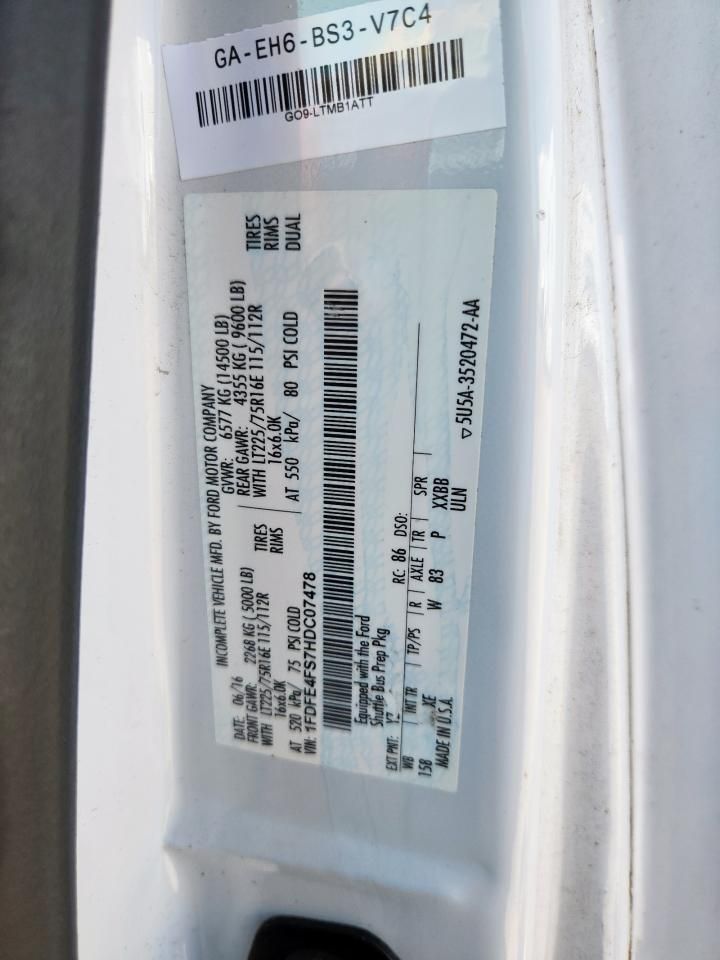 GA-EH6-BS3-V7C4
GO9-LTMB1ATT
INCOMPLETE VEHICLE MFD. BY FORD MOTOR COMPANY
DATE: 06/16 GVWR: 6577 KG (14500 LB)
FRONT GAWR: 2268 KG ( 5000 LB) REAR GAWR: 4355 KG ( 9600 LB)
WITH LT225/75R16E 115/112R TIRES WITH LT225/75R16E 115/112R TIRES
16x6.0K RIMS 16x6.0K RIMS
AT 520 kPa/ 75 PSI COLD AT 550 kPa/ 80 PSI COLD DUAL
VIN: 1FDFE4FS7HDC07478
Equipped with the Ford
Shuttle Bus Prep Pkg
EXT PNT: YZ RC: 86 DSO:
WB INT TR TP/PS R AXLE TR SPR
158 XE W 83 P XXBB
MADE IN U.S.A. ULN
▽5U5A-3520472-AA